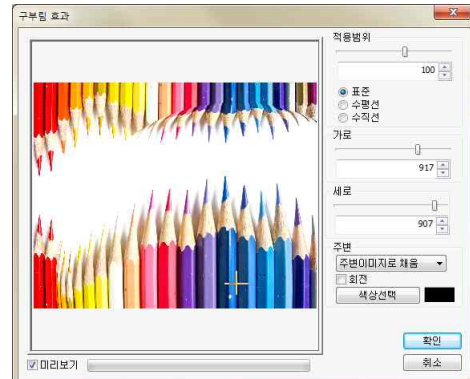 구부림 효과
적용범위
100
표준
수평선
수직선
가로
917
세로
907
주변
주변이미지로 채움
회전
색상선택
확인
미리보기
취소